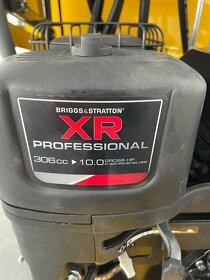 BRIGGS&STRATTON
XR
PROFESSIONAL
306cc 10.0 GROSS HP